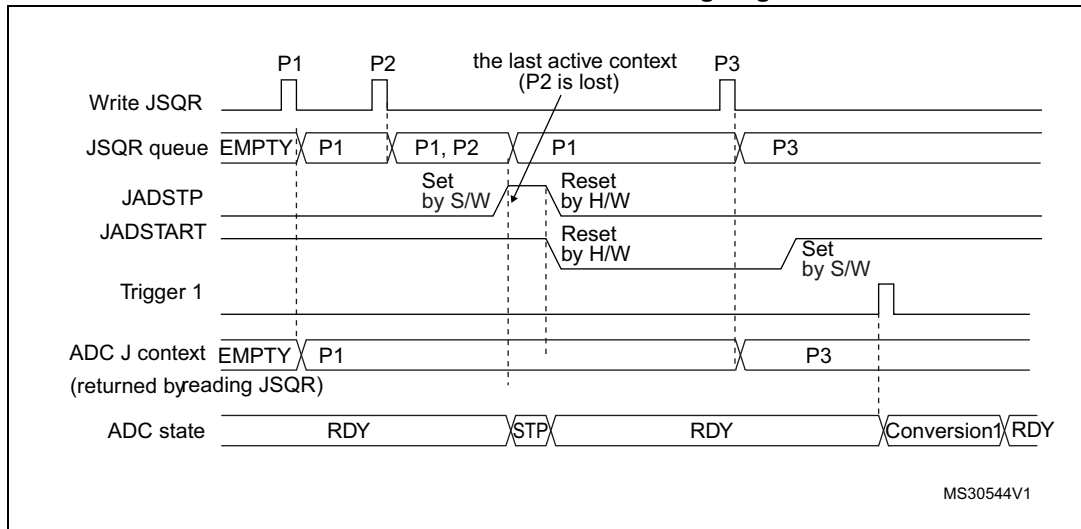 P1 P2 the last active context P3
(P2 is lost)
Write JSQR
JSQR queue EMPTY P1 P1, P2 P1 P3
Set Reset
JADSTP by S/W by H/W
JADSTART Reset
by H/W Set
by S/W
Trigger 1
ADC J context EMPTY P1 P3
(returned byreading JSQR)
ADC state RDY STP RDY Conversion1 RDY
MS30544V1